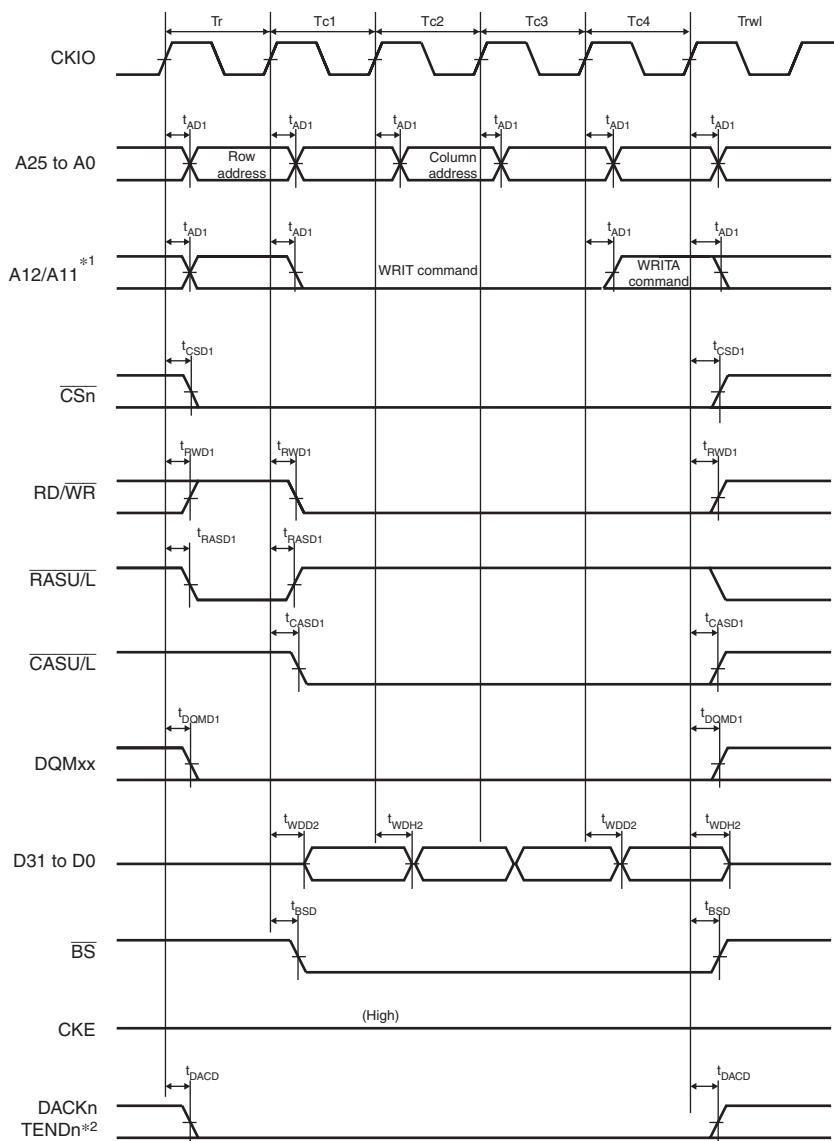 Tr Tc1 Tc2 Tc3 Tc4 Trwl
CKIO
tAD1 tAD1 tAD1 tAD1 tAD1 tAD1
A25 to A0
Row address
Column address
tAD1 tAD1 tAD1 tAD1
A12/A11 *1
WRIT command
WRITA command
tCSD1 tCSD1
CSn
tRWD1 tRWD1 tRWD1
RD/WR
tRASD1 tRASD1
RASU/L
tCASD1 tCASD1
CASU/L
tDQMD1 tDQMD1
DQMxx
tWDD2 tWDH2 tWDD2 tWDH2
D31 to D0
tBSD tBSD
BS
(High)
CKE
tDACD tDACD
DACKn
TENDn*2